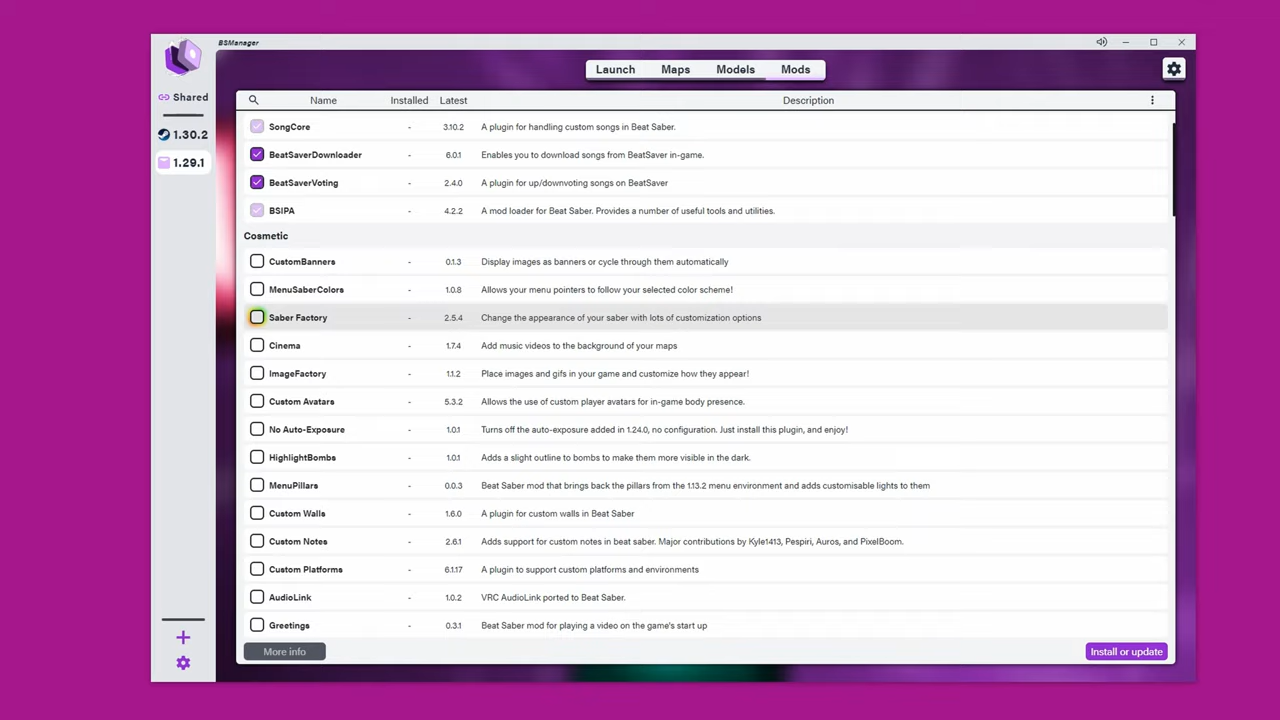 BSManager
Launch Maps Models Mods
Shared
1.30.2
1.29.1
Name Installed Latest Description
SongCore - 3.10.2 A plugin for handling custom songs in Beat Saber.
BeatSaverDownloader - 6.0.1 Enables you to download songs from BeatSaver in-game.
BeatSaverVoting - 2.4.0 A plugin for up/downvoting songs on BeatSaver
BSIPA - 4.2.2 A mod loader for Beat Saber. Provides a number of useful tools and utilities.
Cosmetic
CustomBanners - 0.1.3 Display images as banners or cycle through them automatically
MenuSaberColors - 1.0.8 Allows your menu pointers to follow your selected color scheme!
Saber Factory - 2.5.4 Change the appearance of your saber with lots of customization options
Cinema - 1.7.4 Add music videos to the background of your maps
ImageFactory - 1.1.2 Place images and gifs in your game and customize how they appear!
Custom Avatars - 5.3.2 Allows the use of custom player avatars for in-game body presence.
No Auto-Exposure - 1.0.1 Turns off the auto-exposure added in 1.24.0, no configuration. Just install this plugin, and enjoy!
HighlightBombs - 1.0.1 Adds a slight outline to bombs to make them more visible in the dark.
MenuPillars - 0.0.3 Beat Saber mod that brings back the pillars from the 1.13.2 menu environment and adds customisable lights to them
Custom Walls - 1.6.0 A plugin for custom walls in Beat Saber
Custom Notes - 2.6.1 Adds support for custom notes in beat saber. Major contributions by Kyle1413, Pespiri, Auros, and PixelBoom.
Custom Platforms - 6.1.17 A plugin to support custom platforms and environments
AudioLink - 1.0.2 VRC AudioLink ported to Beat Saber.
Greetings - 0.3.1 Beat Saber mod for playing a video on the game's start up
More info Install or update